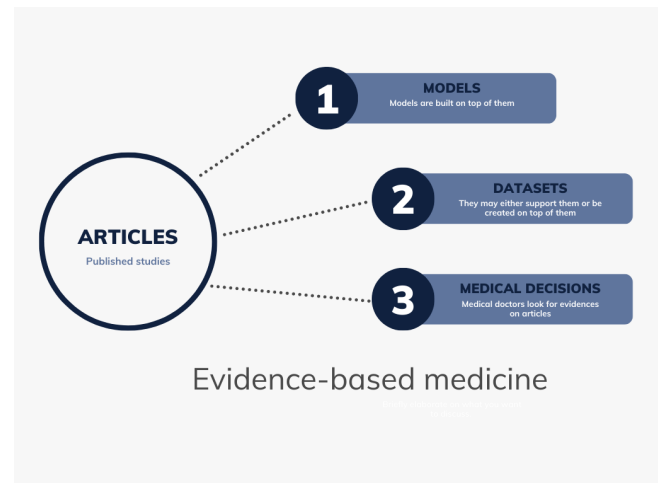 1
MODELS
Models are built on top of them
ARTICLES
Published studies
2
DATASETS
They may either support them or be
created on top of them
3
MEDICAL DECISIONS
Medical doctors look for evidences
on articles
Evidence-based medicine